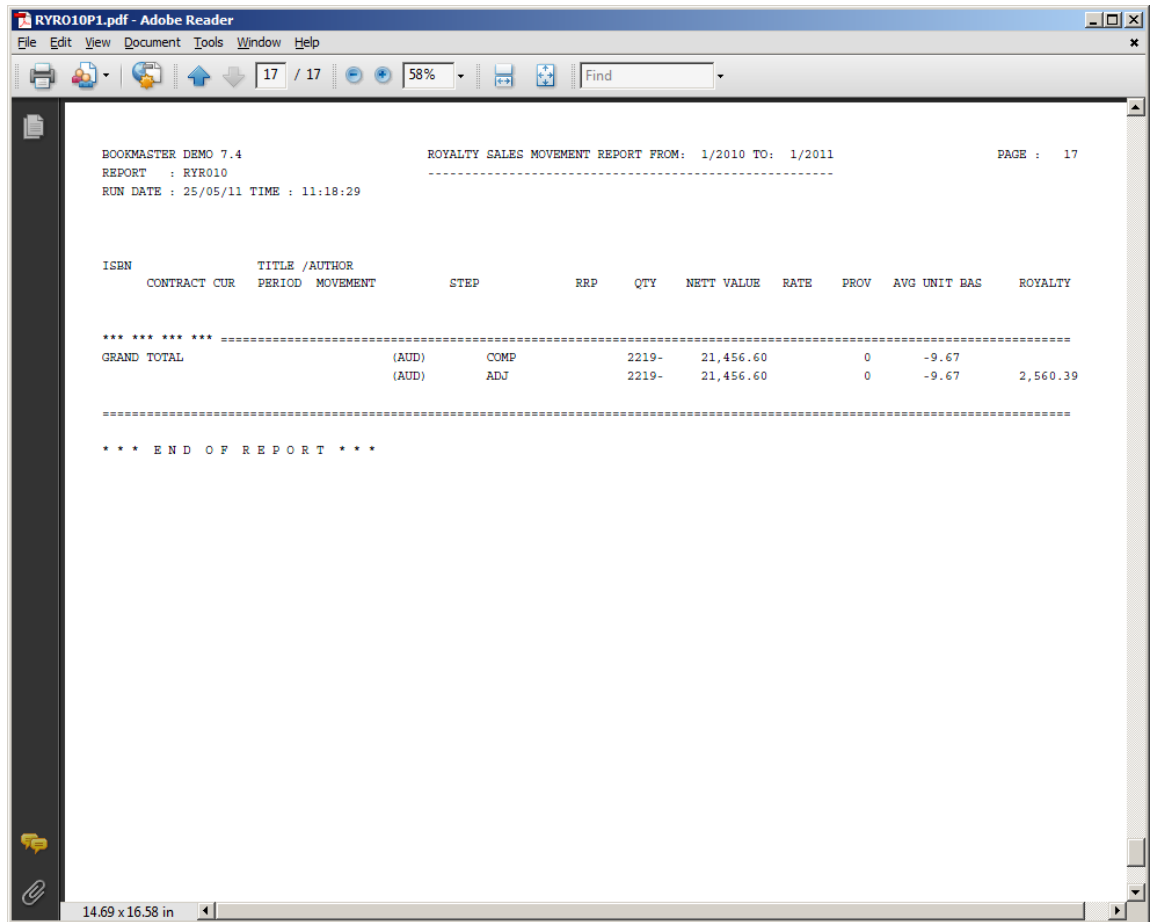 RYRO10P1.pdf - Adobe Reader
File Edit View Document Tools Window Help
17 / 17 58% Find
BOOKMASTER DEMO 7.4 ROYALTY SALES MOVEMENT REPORT FROM: 1/2010 TO: 1/2011 PAGE : 17
REPORT : RYR010 -------------------------------------------------------
RUN DATE : 25/05/11 TIME : 11:18:29
ISBN TITLE /AUTHOR
CONTRACT CUR PERIOD MOVEMENT STEP RRP QTY NETT VALUE RATE PROV AVG UNIT BAS ROYALTY
*** *** *** *** ===================================================================================================================
GRAND TOTAL (AUD) COMP 2219- 21,456.60 0 -9.67
(AUD) ADJ 2219- 21,456.60 0 -9.67 2,560.39
===================================================================================================================================
* * * E N D O F R E P O R T * * *
14.69 x 16.58 in